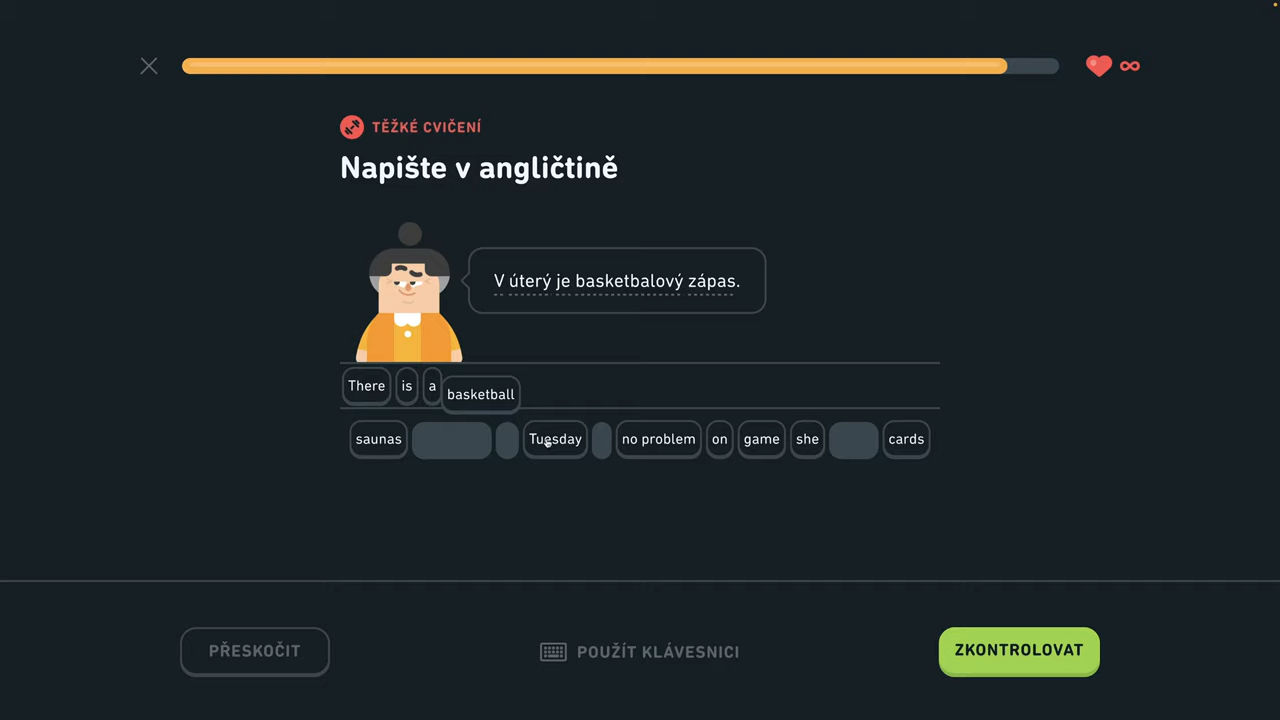 TĚŽKÉ CVIČENÍ
Napište v angličtině
V úterý je basketbalový zápas.
There is a basketball
saunas Tuesday no problem on game she cards
PŘESKOČIT
POUŽÍT KLÁVESNICI
ZKONTROLOVAT